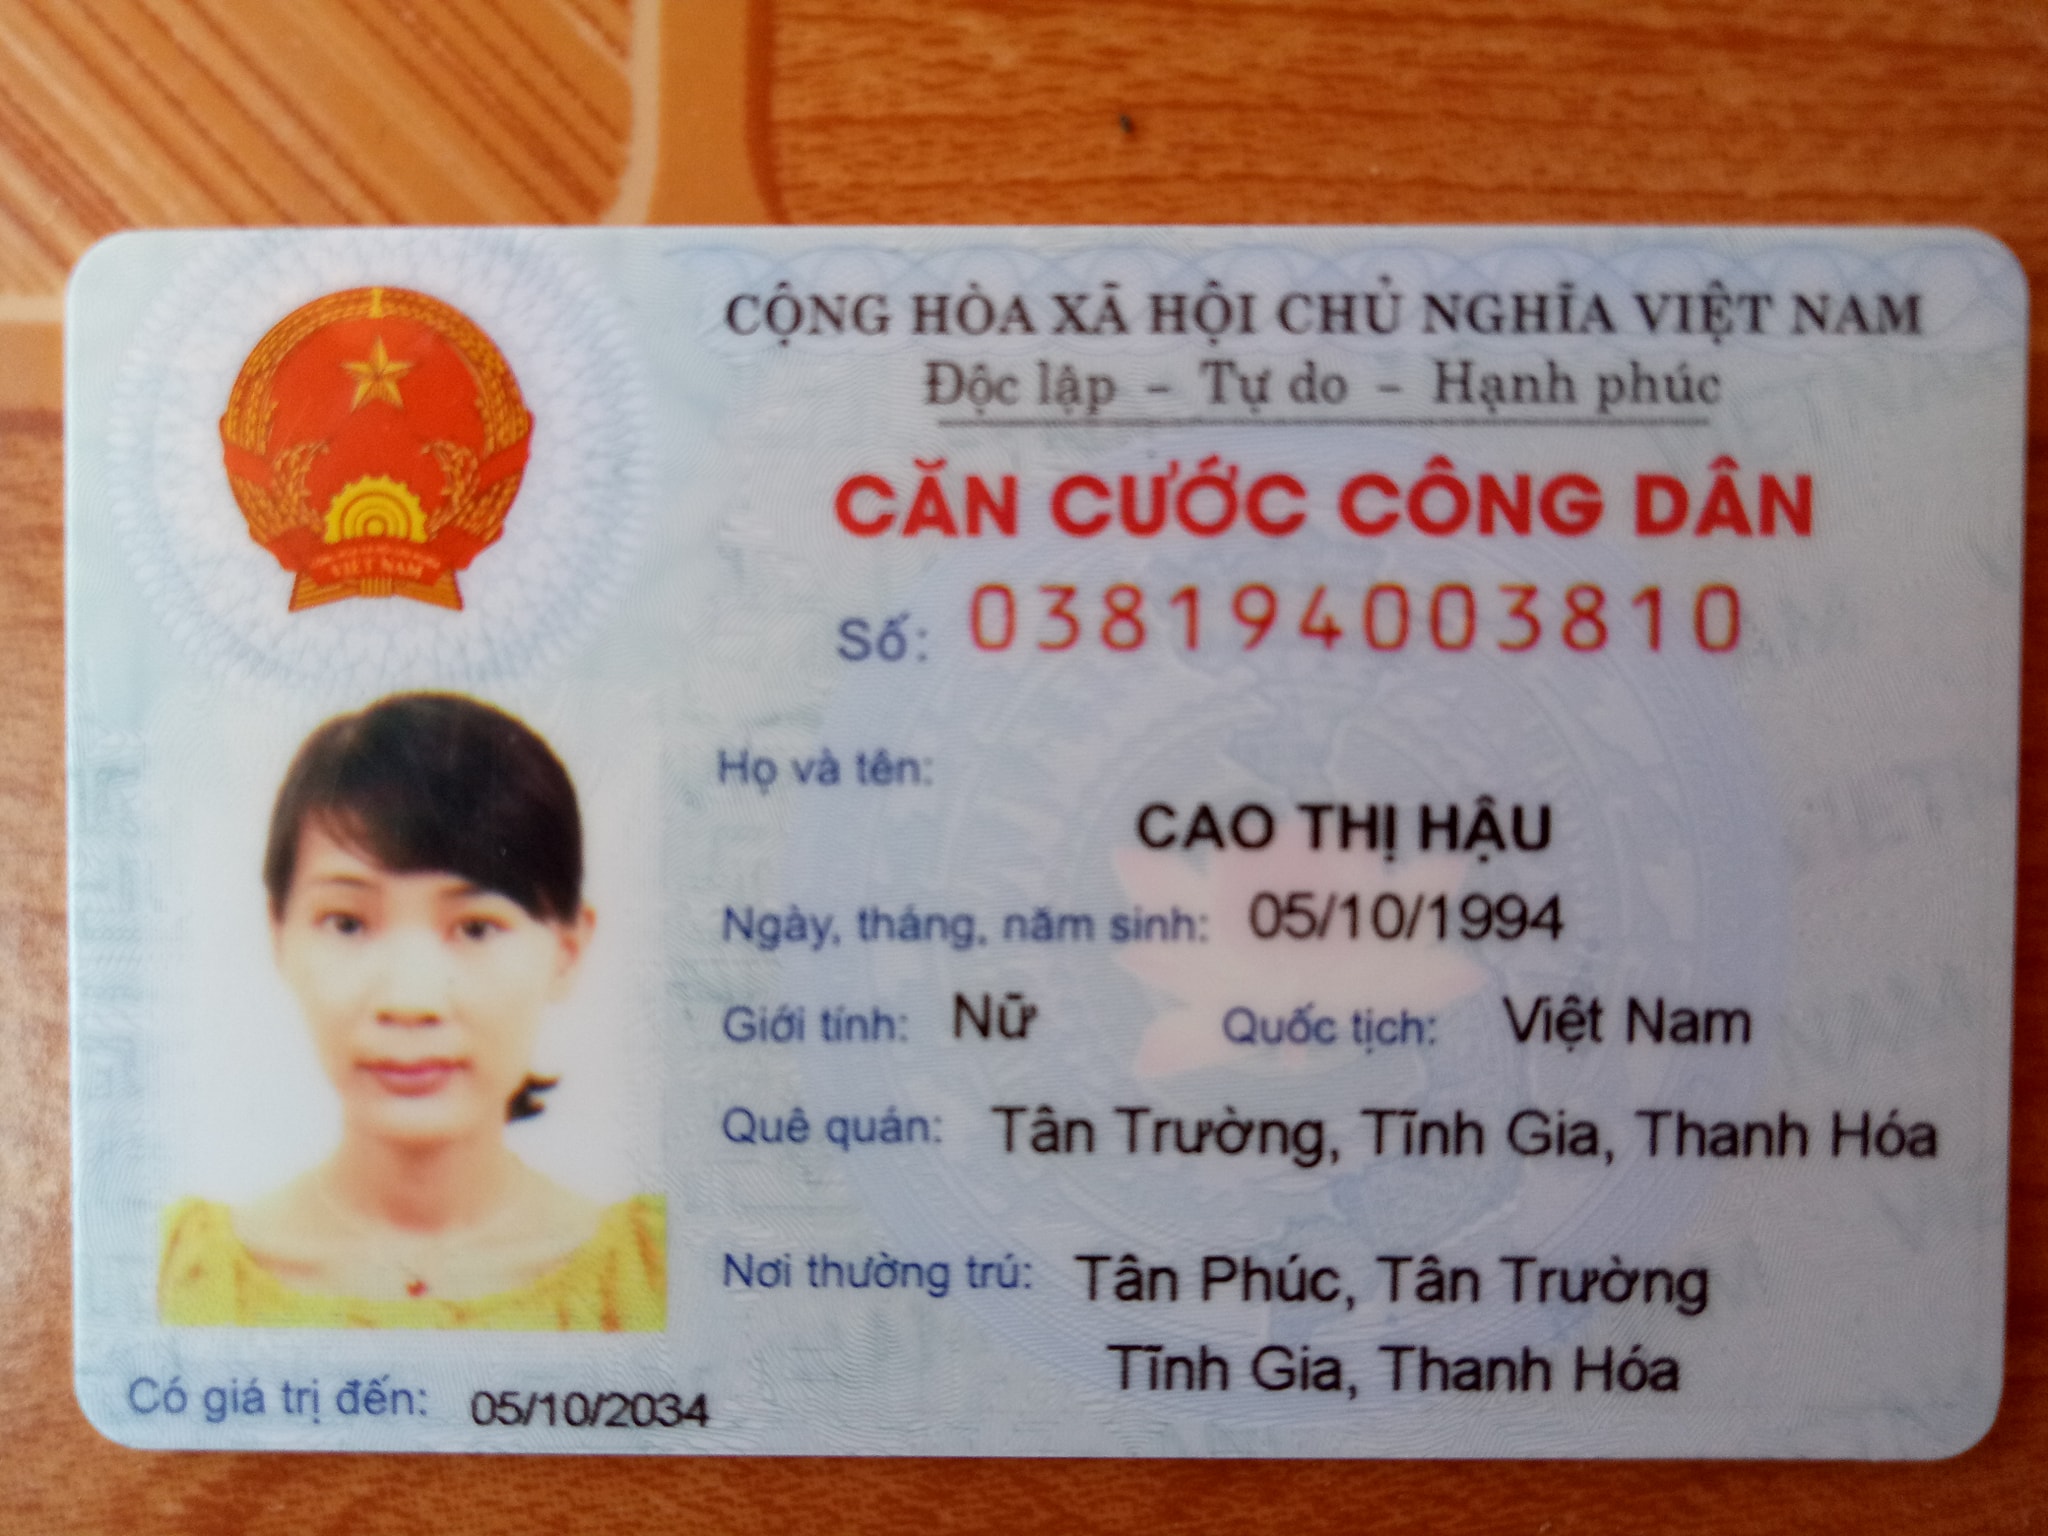 CỘNG HÒA XÃ HỘI CHỦ NGHĨA VIỆT NAM
Độc lập - Tự do - Hạnh phúc
CĂN CƯỚC CÔNG DÂN
Số: 038194003810
Họ và tên:
CAO THỊ HẬU
Ngày, tháng, năm sinh: 05/10/1994
Giới tính: Nữ Quốc tịch: Việt Nam
Quê quán: Tân Trường, Tĩnh Gia, Thanh Hóa
Nơi thường trú: Tân Phúc, Tân Trường
Tĩnh Gia, Thanh Hóa
Có giá trị đến: 05/10/2034
VIỆT NAM